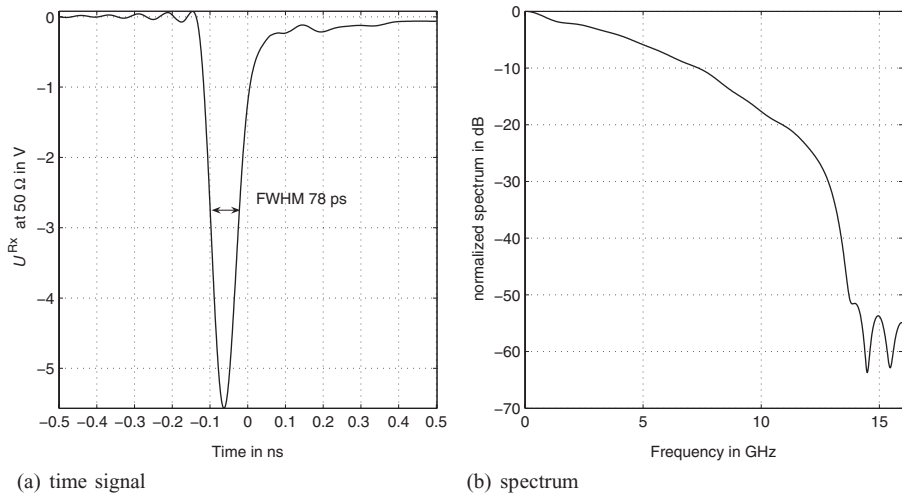 0
−1
−2
−3
−4
−5
U^Rx at 50 Ω in V
FWHM 78 ps
−0.5 −0.4 −0.3 −0.2 −0.1 0 0.1 0.2 0.3 0.4 0.5
Time in ns
(a) time signal
0
−10
−20
−30
−40
−50
−60
−70
normalized spectrum in dB
0 5 10 15
Frequency in GHz
(b) spectrum